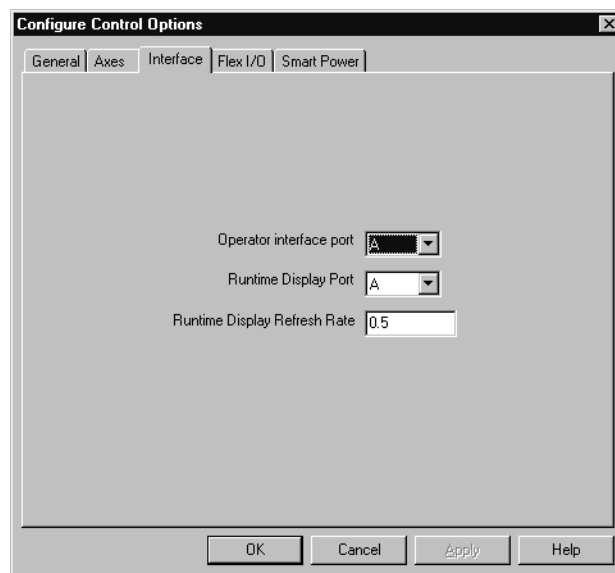 Configure Control Options
General Axes Interface Flex I/O Smart Power
Operator interface port A
Runtime Display Port A
Runtime Display Refresh Rate 0.5
OK Cancel Apply Help